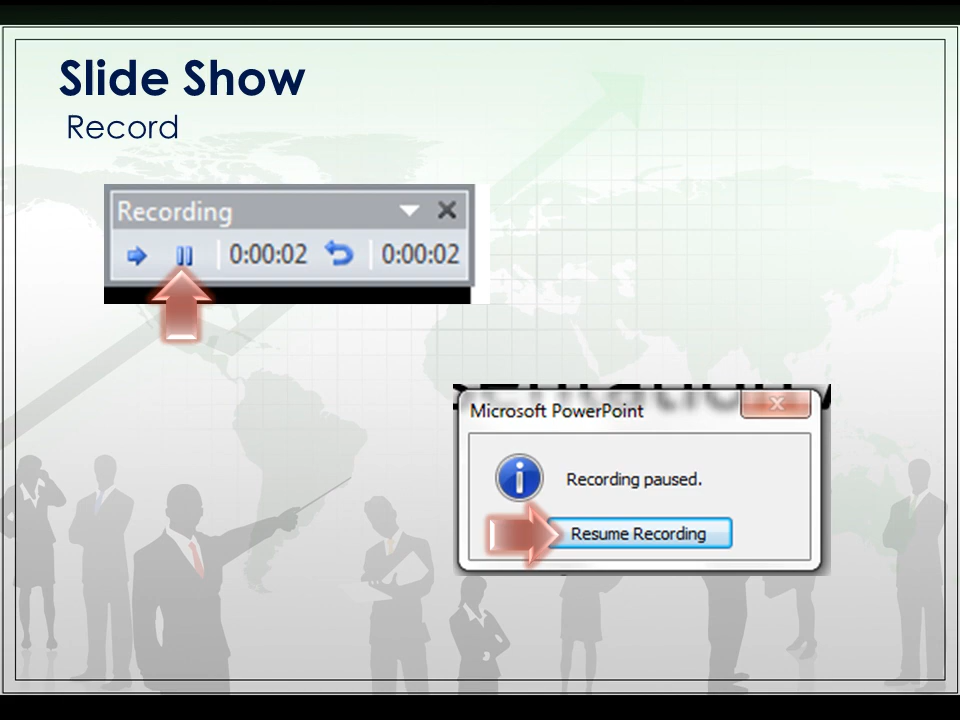 Slide Show
Record
Recording
0:00:02 0:00:02
Microsoft PowerPoint
Recording paused.
Resume Recording